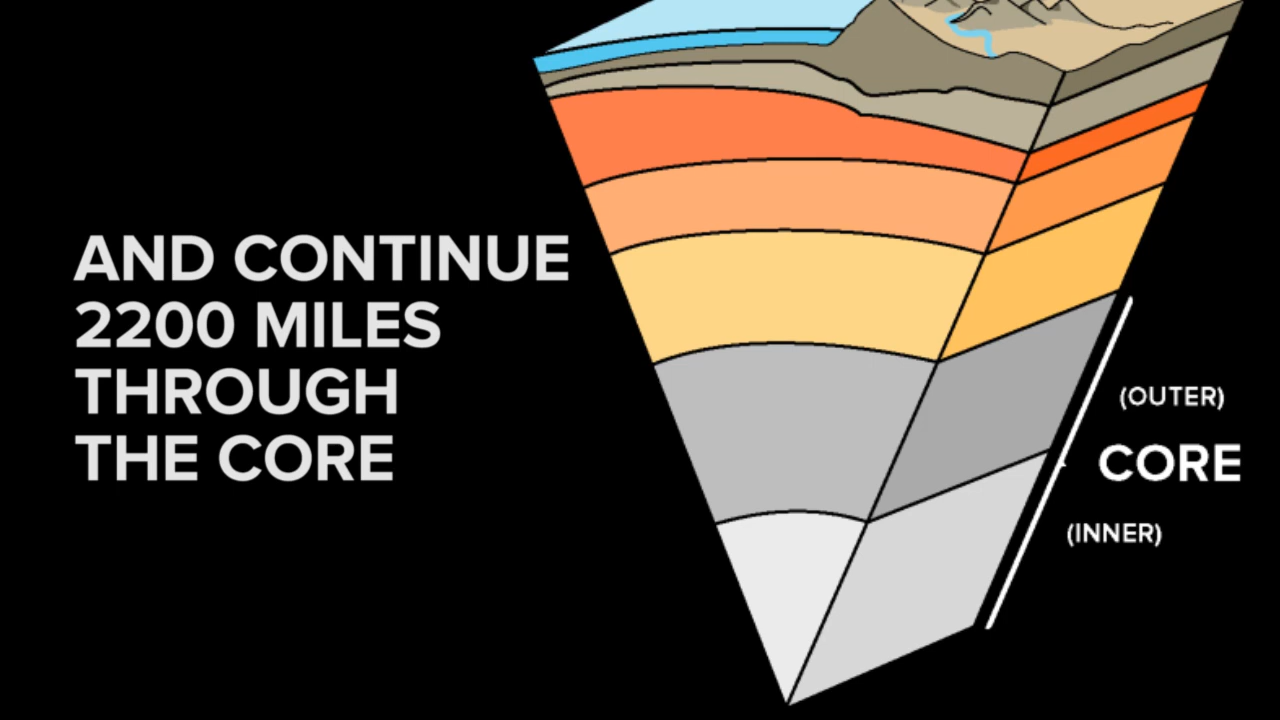 AND CONTINUE
2200 MILES
THROUGH
THE CORE
(OUTER)
CORE
(INNER)